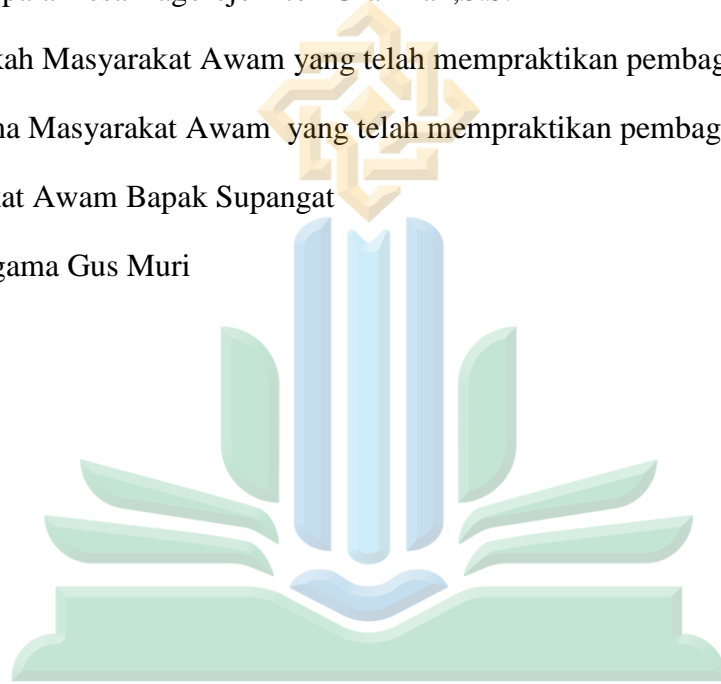 kah Masyarakat Awam yang telah mempraktikan pembag
na Masyarakat Awam yang telah mempraktikan pembag
kat Awam Bapak Supangat
gama Gus Muri